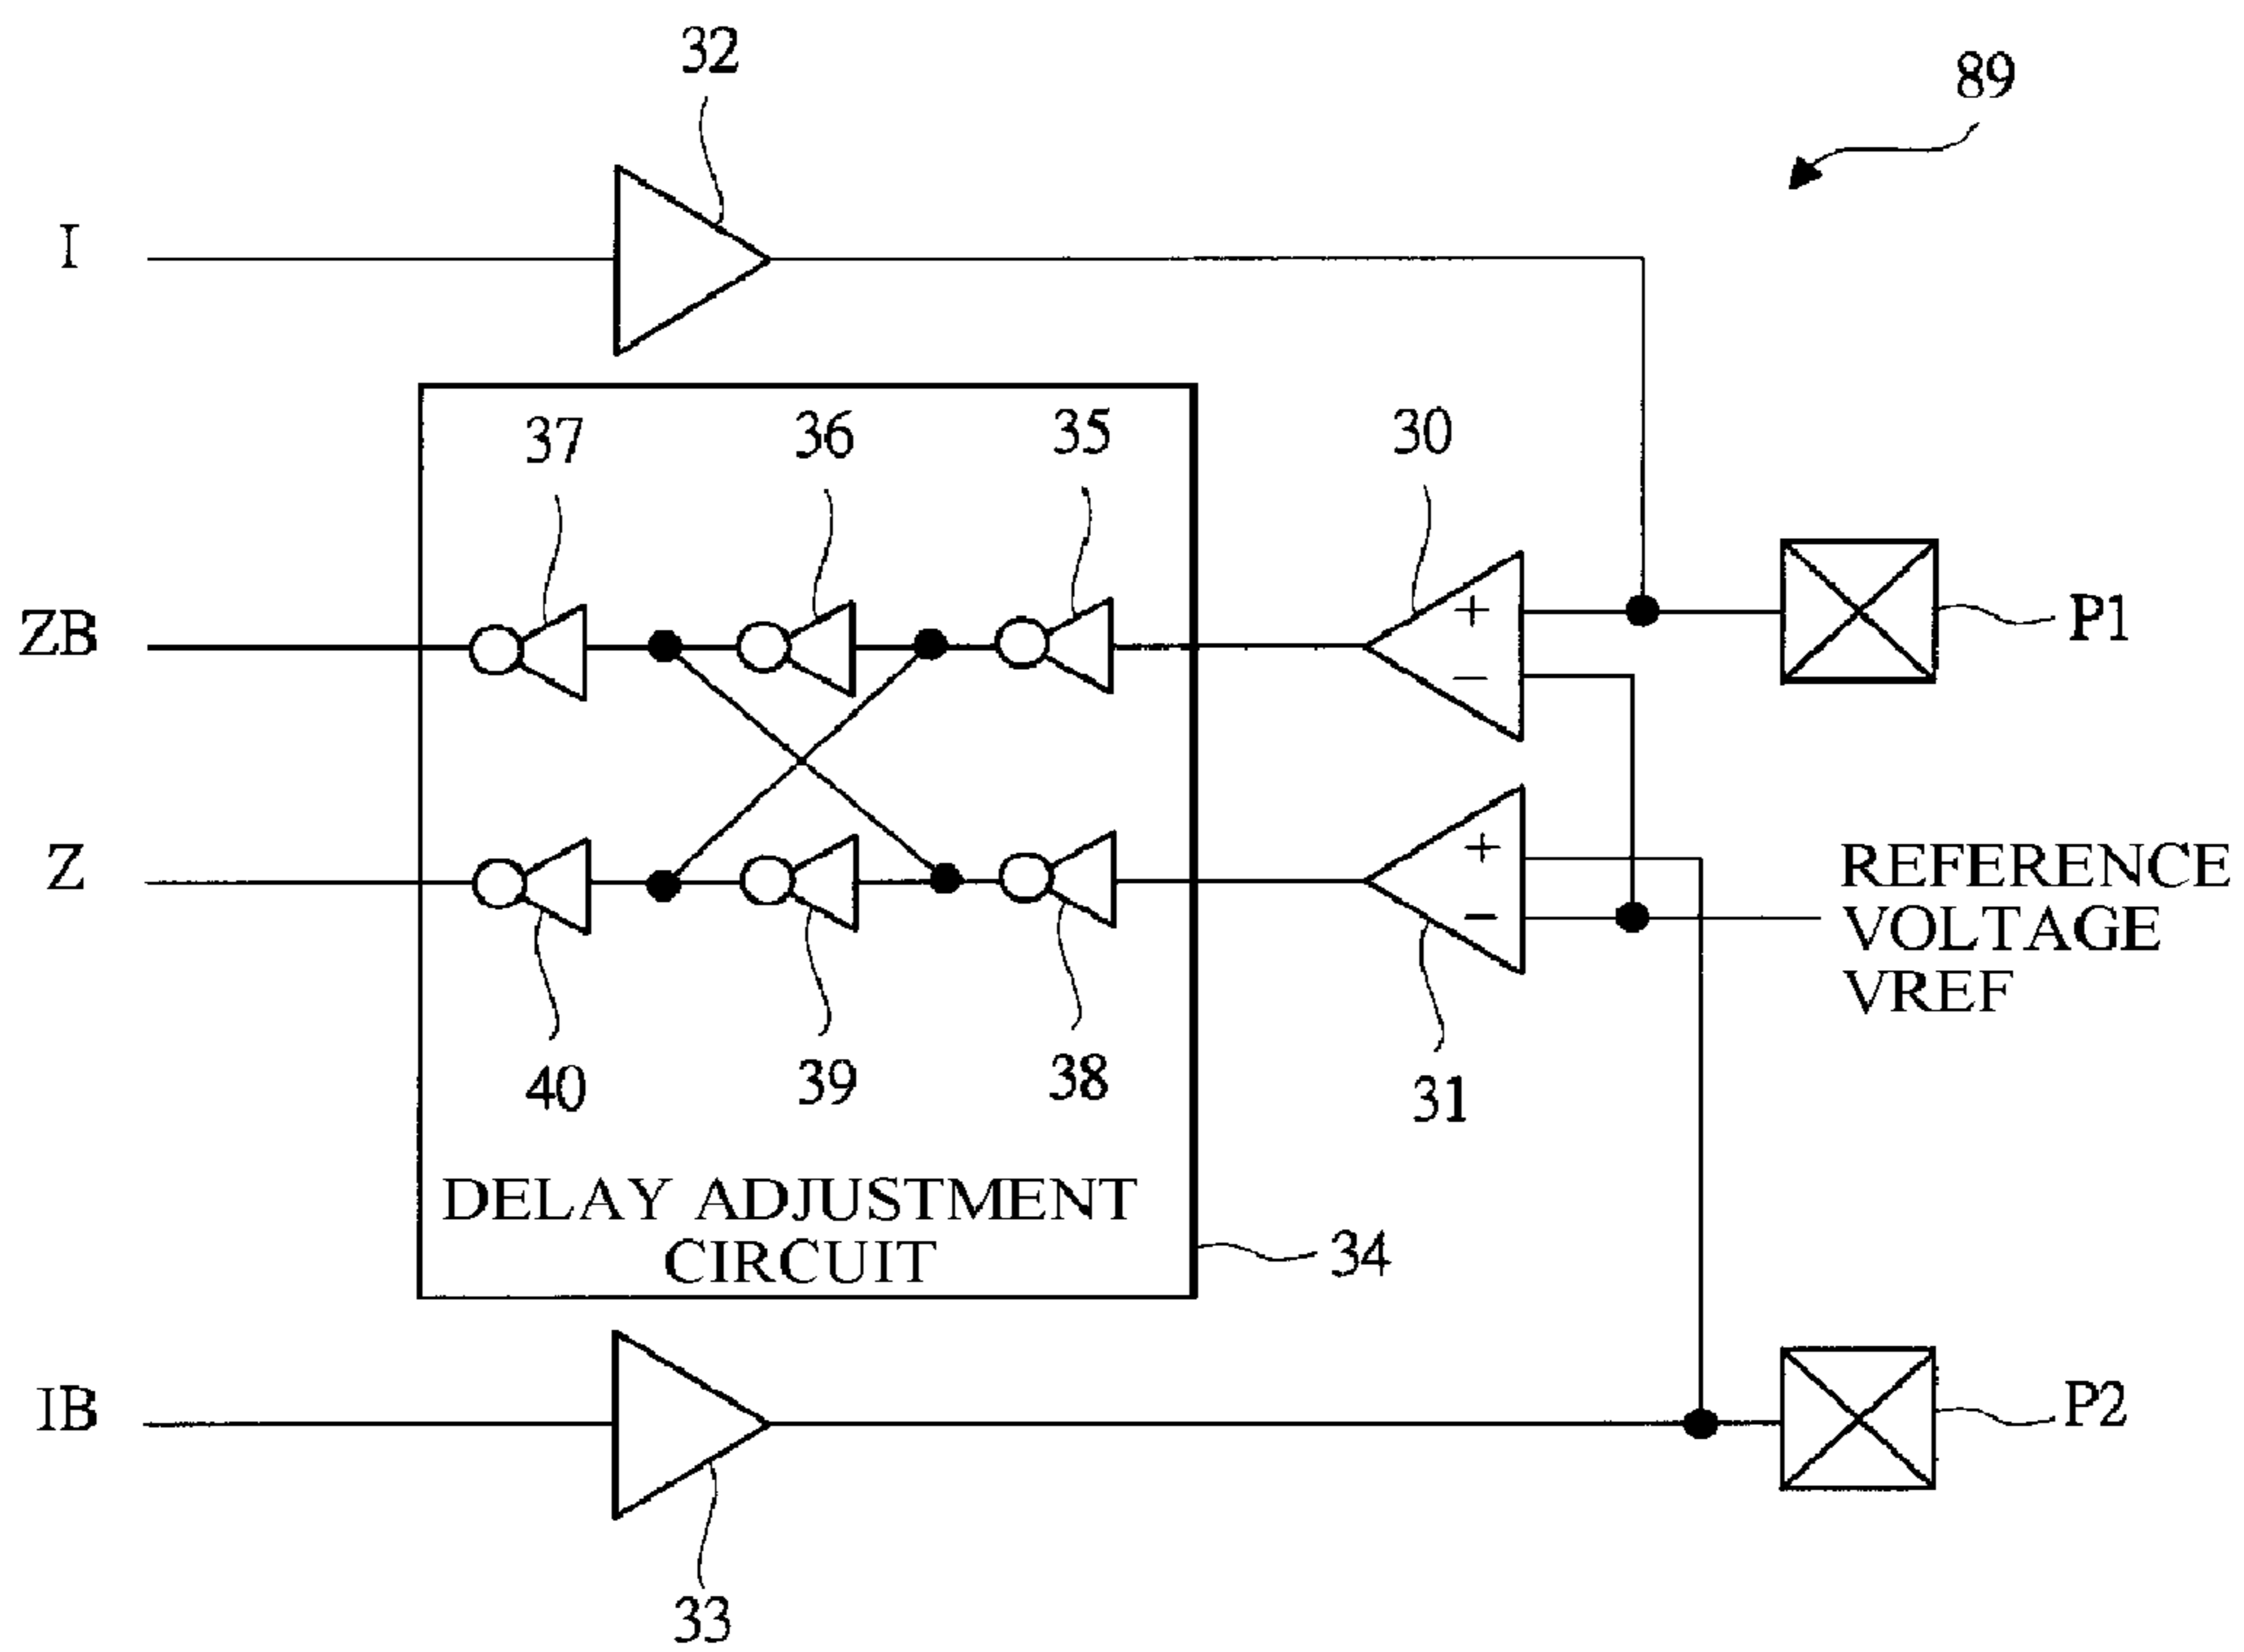 32
89
I
37
36
35
30
+
−
ZB
P1
Z
+
−
REFERENCE
VOLTAGE
VREF
40
39
38
31
DELAY ADJUSTMENT
CIRCUIT
34
IB
P2
33